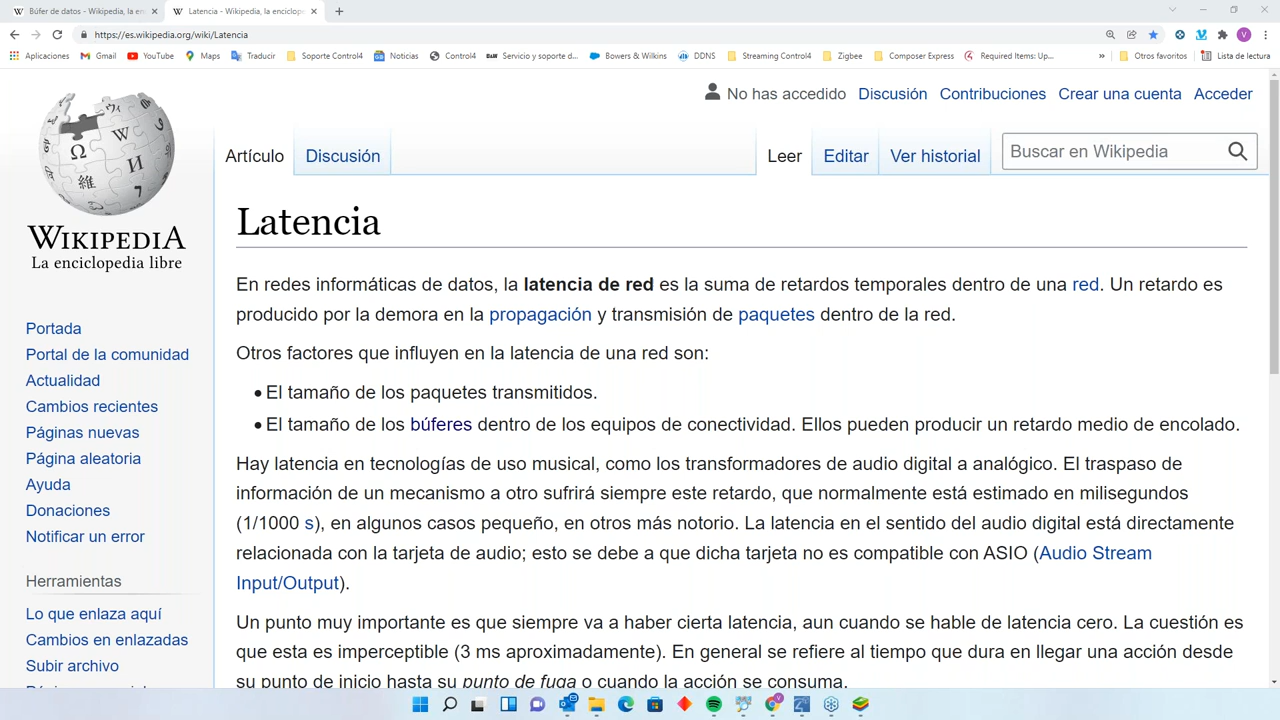 Búfer de datos - Wikipedia, la en
Latencia - Wikipedia, la enciclope
https://es.wikipedia.org/wiki/Latencia
V
Aplicaciones Gmail YouTube Maps Traducir Soporte Control4 Noticias Control4 Servicio y soporte d... Bowers & Wilkins DDNS Streaming Control4 Zigbee Composer Express Required Items: Up... » Otros favoritos Lista de lectura
No has accedido Discusión Contribuciones Crear una cuenta Acceder
Artículo Discusión Leer Editar Ver historial Buscar en Wikipedia
WIKIPEDIA
La enciclopedia libre
Portada
Portal de la comunidad
Actualidad
Cambios recientes
Páginas nuevas
Página aleatoria
Ayuda
Donaciones
Notificar un error
Herramientas
Lo que enlaza aquí
Cambios en enlazadas
Subir archivo
Latencia
En redes informáticas de datos, la latencia de red es la suma de retardos temporales dentro de una red. Un retardo es
producido por la demora en la propagación y transmisión de paquetes dentro de la red.
Otros factores que influyen en la latencia de una red son:
• El tamaño de los paquetes transmitidos.
• El tamaño de los búferes dentro de los equipos de conectividad. Ellos pueden producir un retardo medio de encolado.
Hay latencia en tecnologías de uso musical, como los transformadores de audio digital a analógico. El traspaso de
información de un mecanismo a otro sufrirá siempre este retardo, que normalmente está estimado en milisegundos
(1/1000 s), en algunos casos pequeño, en otros más notorio. La latencia en el sentido del audio digital está directamente
relacionada con la tarjeta de audio; esto se debe a que dicha tarjeta no es compatible con ASIO (Audio Stream
Input/Output).
Un punto muy importante es que siempre va a haber cierta latencia, aun cuando se hable de latencia cero. La cuestión es
que esta es imperceptible (3 ms aproximadamente). En general se refiere al tiempo que dura en llegar una acción desde
su punto de inicio hasta su punto de fuga o cuando la acción se consuma.